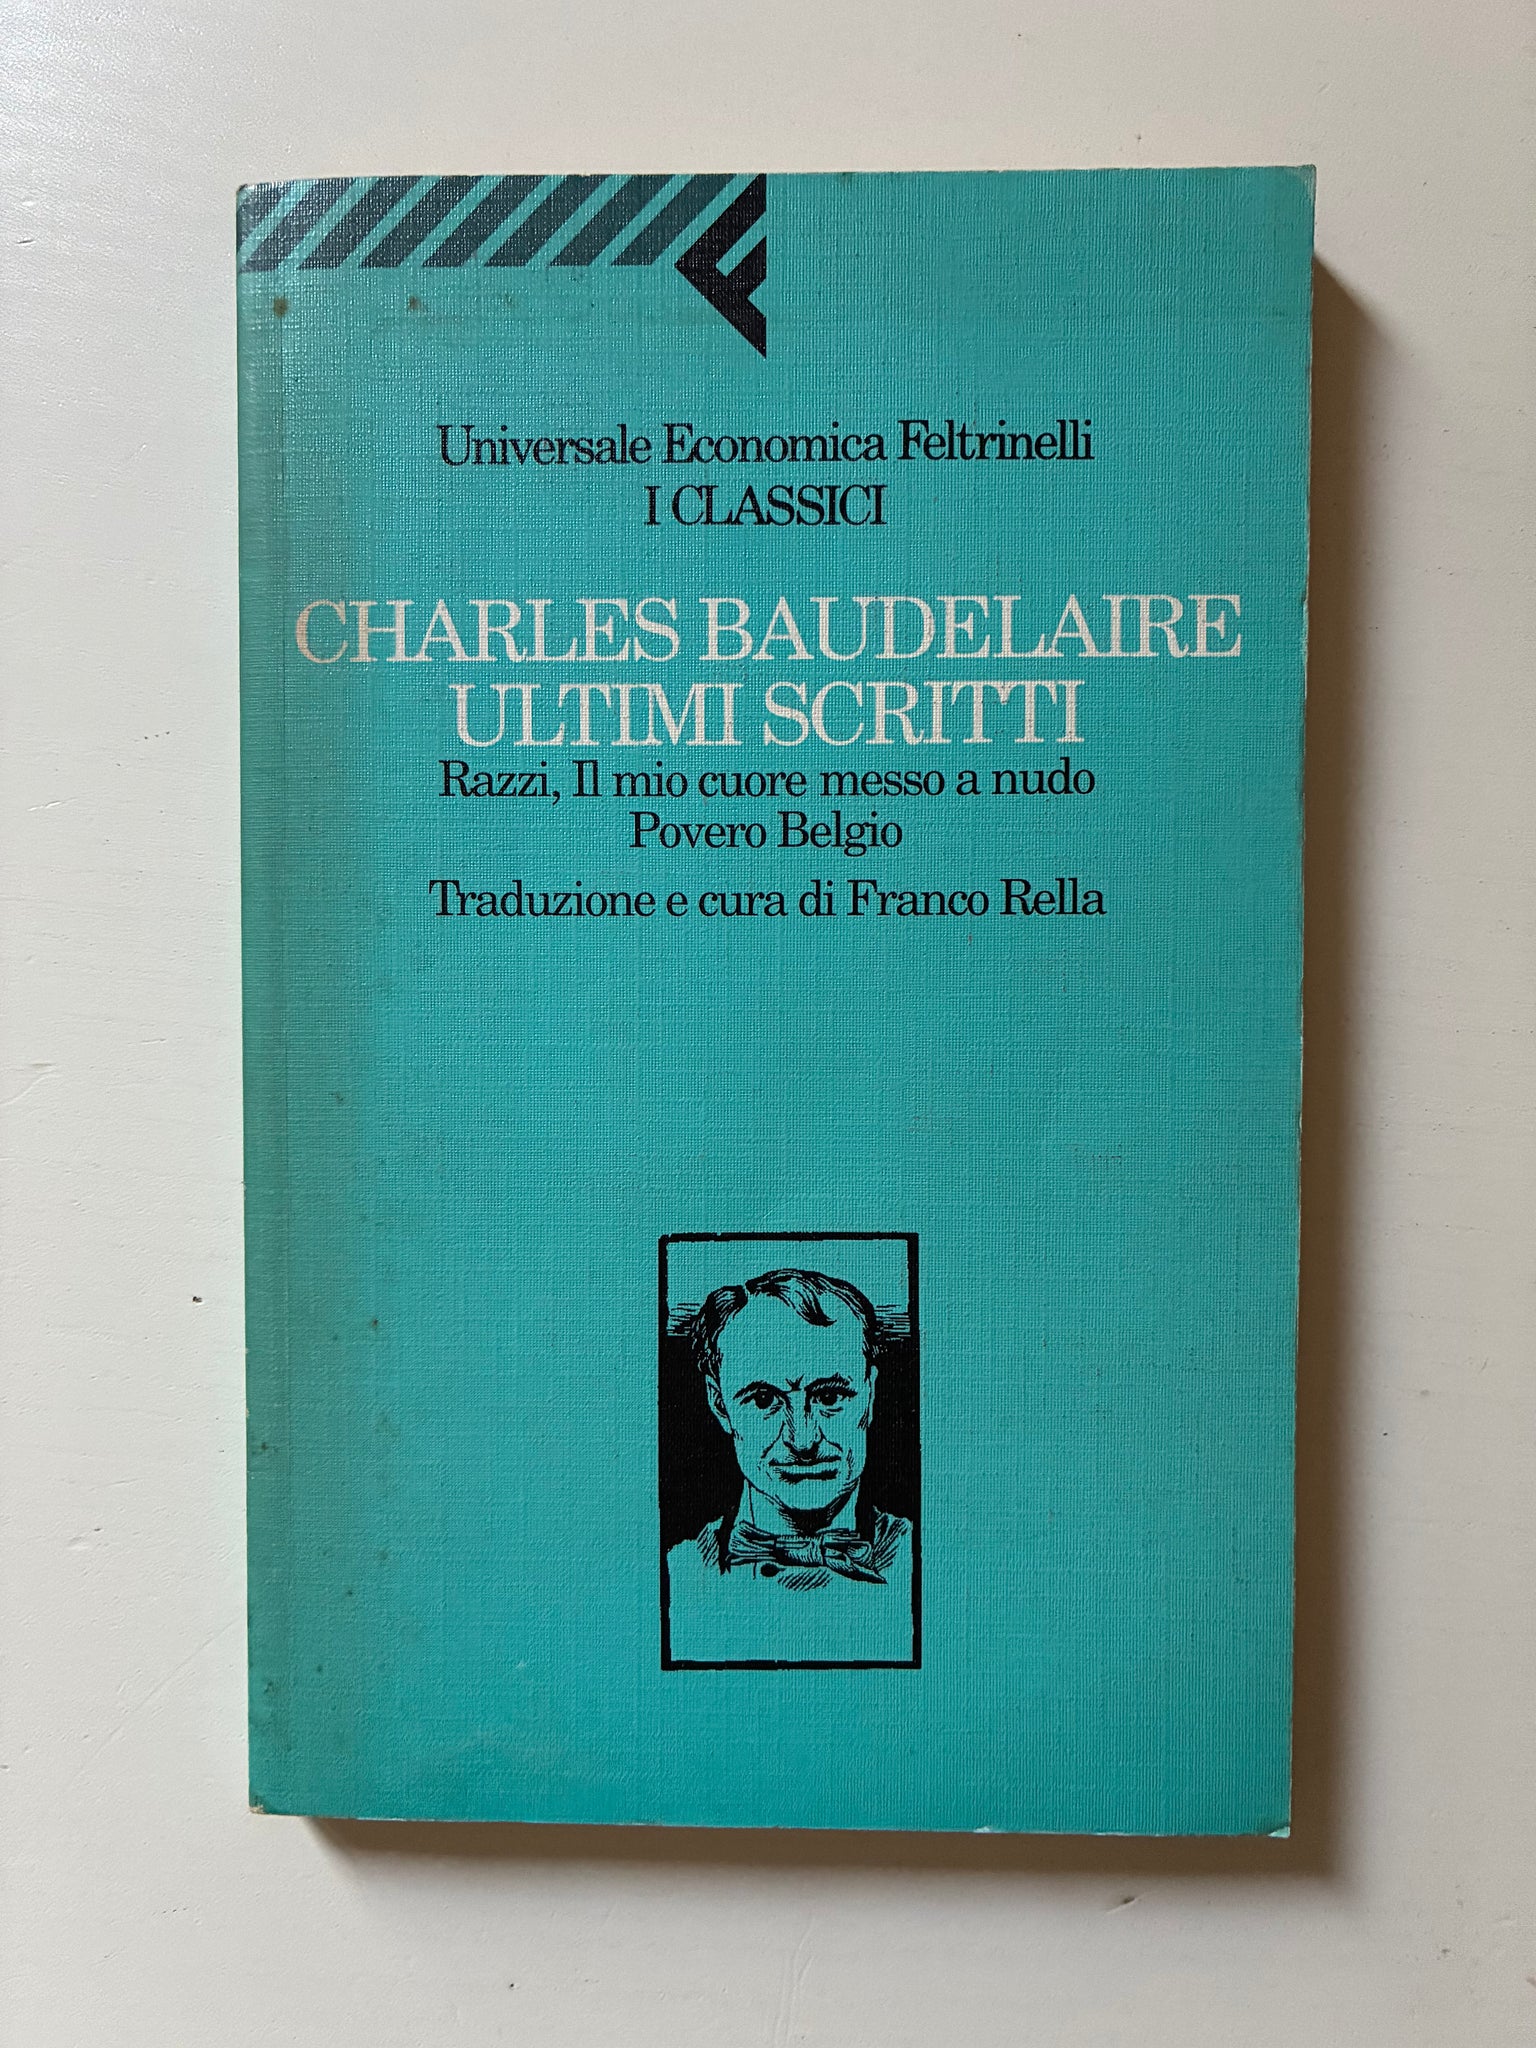 Universale Economica Feltrinelli
I CLASSICI
CHARLES BAUDELAIRE
ULTIMI SCRITTI
Razzi, Il mio cuore messo a nudo
Povero Belgio
Traduzione e cura di Franco Rella